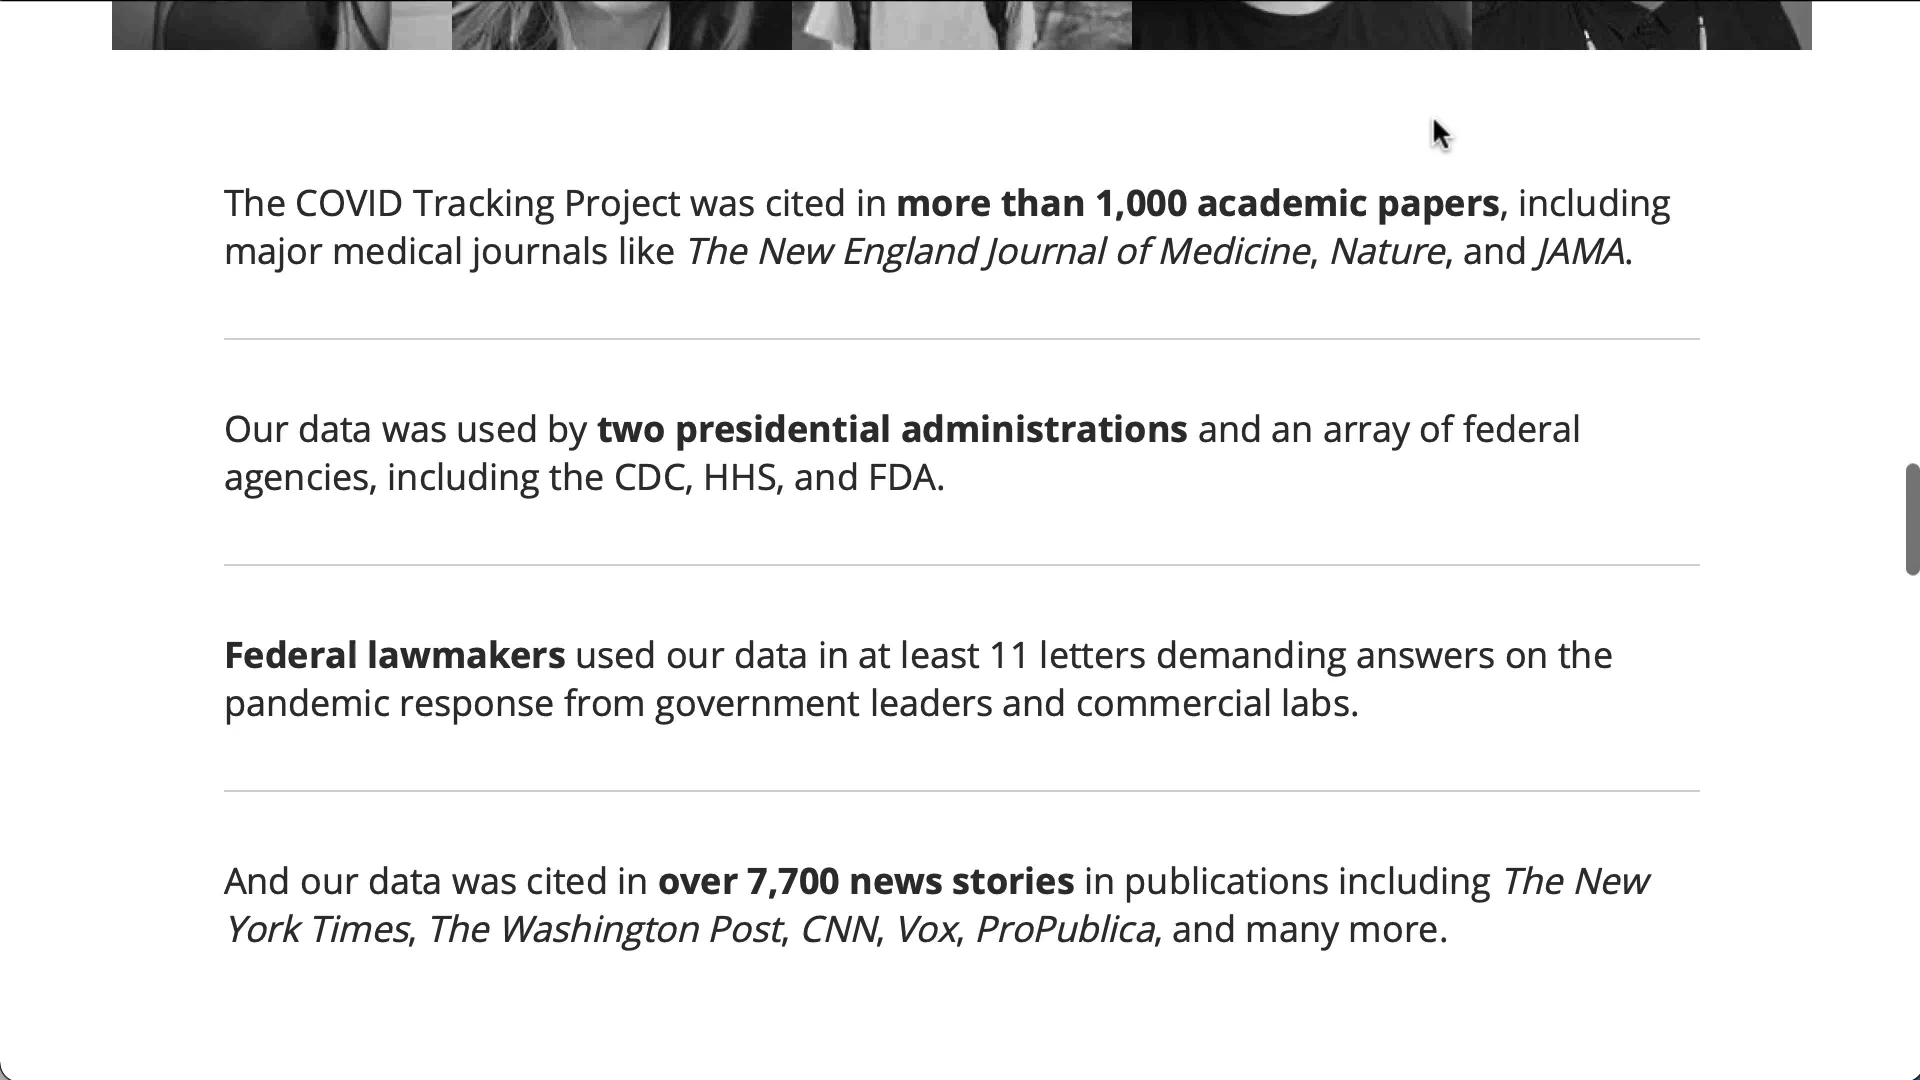 The COVID Tracking Project was cited in more than 1,000 academic papers, including
major medical journals like The New England Journal of Medicine, Nature, and JAMA.
Our data was used by two presidential administrations and an array of federal
agencies, including the CDC, HHS, and FDA.
Federal lawmakers used our data in at least 11 letters demanding answers on the
pandemic response from government leaders and commercial labs.
And our data was cited in over 7,700 news stories in publications including The New
York Times, The Washington Post, CNN, Vox, ProPublica, and many more.